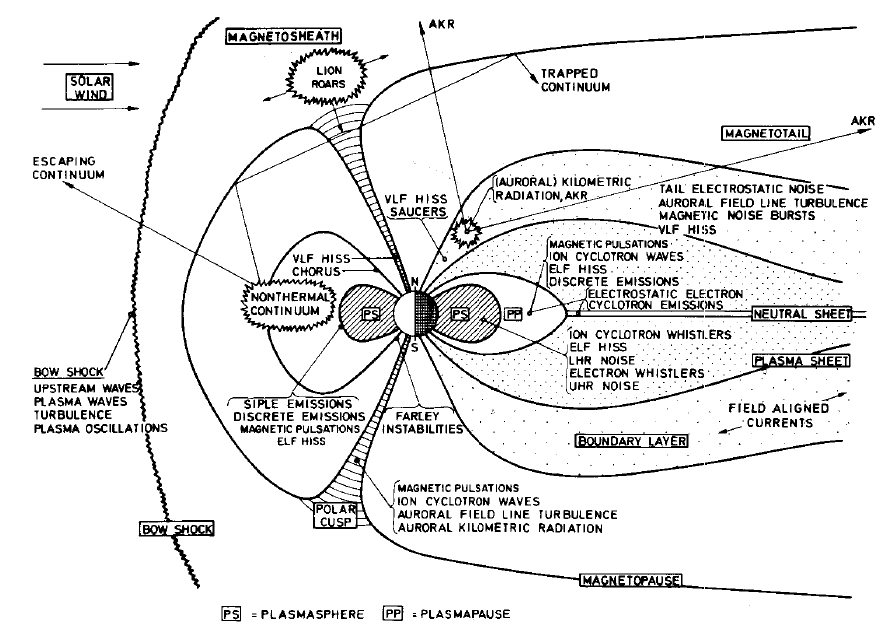 AKR
MAGNETOSHEATH
LION
ROARS
SOLAR
WIND
TRAPPED
CONTINUUM
AKR
MAGNETOTAIL
ESCAPING
CONTINUUM
(AURORAL) KILOMETRIC
RADIATION, AKR
VLF HISS
SAUCERS
TAIL ELECTROSTATIC NOISE
AURORAL FIELD LINE TURBULENCE
MAGNETIC NOISE BURSTS
VLF HISS
VLF HISS
CHORUS
MAGNETIC PULSATIONS
ION CYCLOTRON WAVES
ELF HISS
DISCRETE EMISSIONS
N
NONTHERMAL
CONTINUUM
PS
PS
PP
ELECTROSTATIC ELECTRON
CYCLOTRON EMISSIONS
NEUTRAL SHEET
S
ION CYCLOTRON WHISTLERS
ELF HISS
LHR NOISE
ELECTRON WHISTLERS
UHR NOISE
PLASMA SHEET
BOW SHOCK
UPSTREAM WAVES
PLASMA WAVES
TURBULENCE
PLASMA OSCILLATIONS
SIPLE EMISSIONS
DISCRETE EMISSIONS
MAGNETIC PULSATIONS
ELF HISS
FARLEY
INSTABILITIES
FIELD ALIGNED
CURRENTS
BOUNDARY LAYER
MAGNETIC PULSATIONS
ION CYCLOTRON WAVES
AURORAL FIELD LINE TURBULENCE
AURORAL KILOMETRIC RADIATION
POLAR
CUSP
BOW SHOCK
MAGNETOPAUSE
PS = PLASMASPHERE PP = PLASMAPAUSE